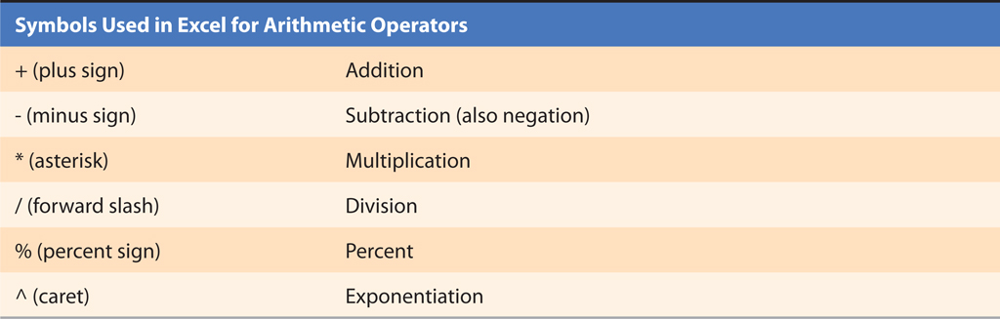 Symbols Used in Excel for Arithmetic Operators
+ (plus sign) Addition
- (minus sign) Subtraction (also negation)
* (asterisk) Multiplication
/ (forward slash) Division
% (percent sign) Percent
^ (caret) Exponentiation